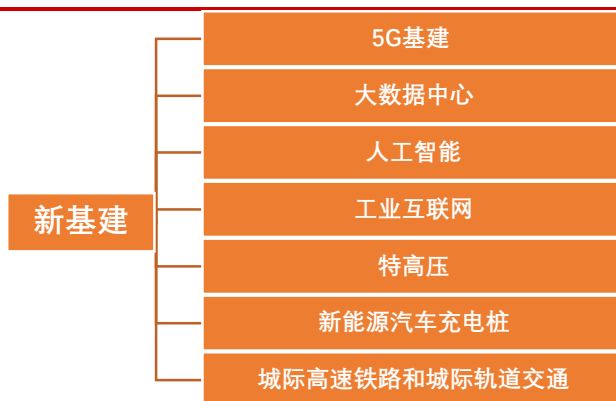 5G基建
大数据中心
人工智能
工业互联网
新基建
特高压
新能源汽车充电桩
城际高速铁路和城际轨道交通